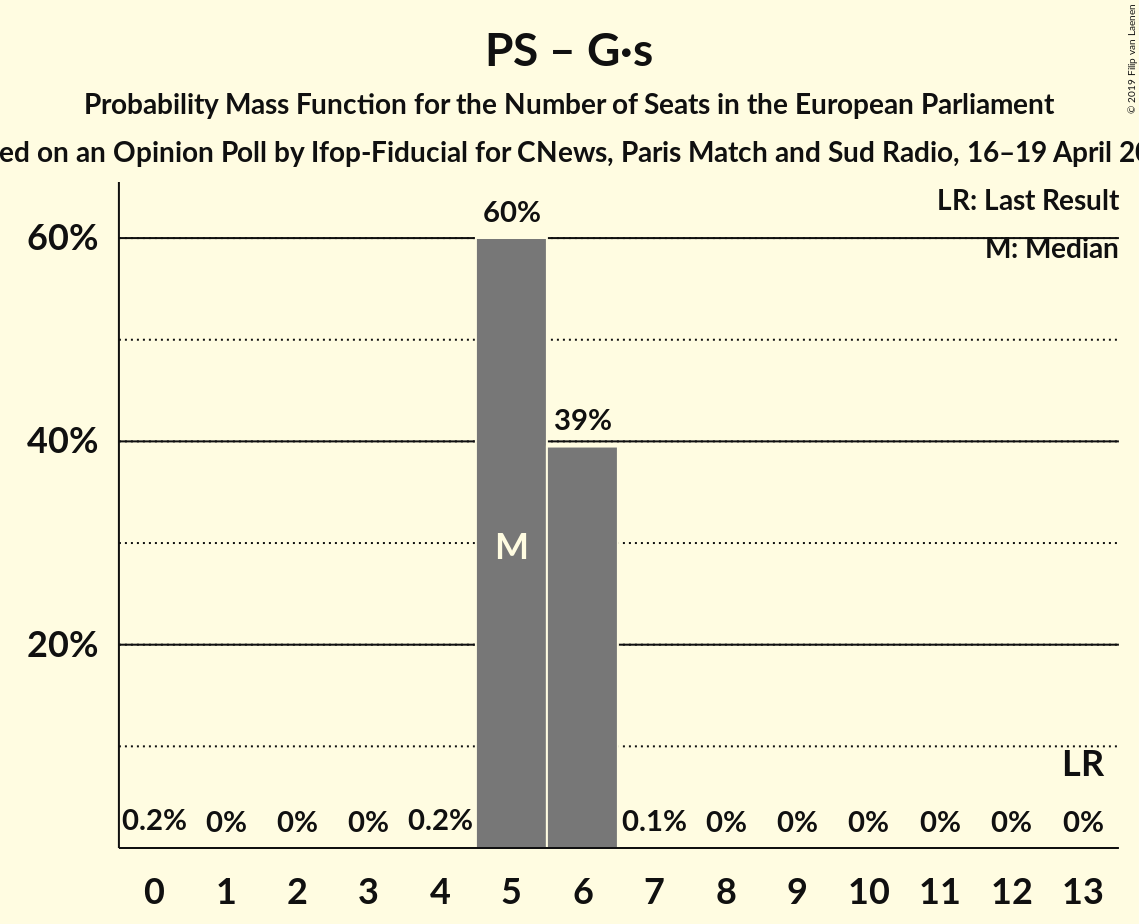 PS – G·s
Probability Mass Function for the Number of Seats in the European Parliament
ed on an Opinion Poll by Ifop-Fiducial for CNews, Paris Match and Sud Radio, 16–19 April 20
© 2019 Filip van Laenen
LR: Last Result
M: Median
60%
40%
20%
0.2% 0% 0% 0% 0.2% 60% 39% 0.1% 0% 0% 0% 0% 0% 0%
M
LR
0 1 2 3 4 5 6 7 8 9 10 11 12 13